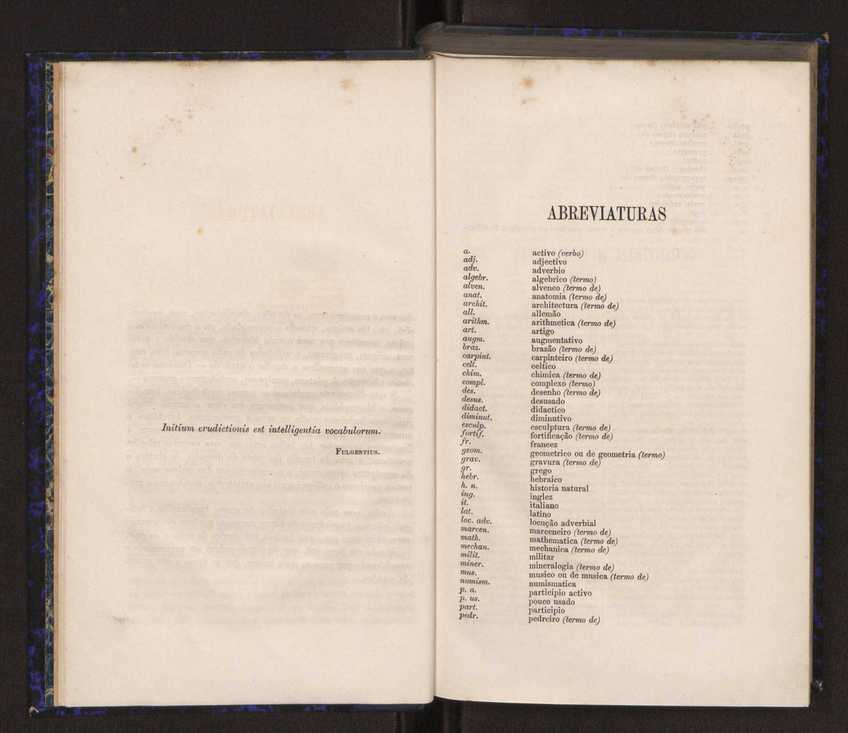 Initium erudictionis est intelligentia vocabulorum.
Fulgentius.
ABREVIATURAS
a. activo (verbo)
adj. adjectivo
adv. adverbio
algebr. algebrico (termo)
alven. alveneo (termo de)
anat. anatomia (termo de)
archit. architectura (termo de)
all. allemão
arithm. arithmetica (termo de)
art. artigo
augm. augmentativo
braz. brazão (termo de)
carpint. carpinteiro (termo de)
celt. celtico
chim. chimica (termo de)
compl. complexo (termo)
des. desenho (termo de)
desus. desusado
didact. didactico
diminut. diminutivo
esculp. esculptura (termo de)
fortif. fortificação (termo de)
fr. francez
geom. geometrico ou de geometria (termo)
grav. gravura (termo de)
gr. grego
hebr. hebraico
h. n. historia natural
ing. inglez
it. italiano
lat. latino
loc. adv. locução adverbial
marcen. marceneiro (termo de)
math. mathematica (termo de)
mechan. mechanica (termo de)
milit. militar
miner. mineralogia (termo de)
mus. musico ou de musica (termo de)
numism. numismatica
p. a. participio activo
p. us. pouco usado
part. participio
pedr. pedreiro (termo de)